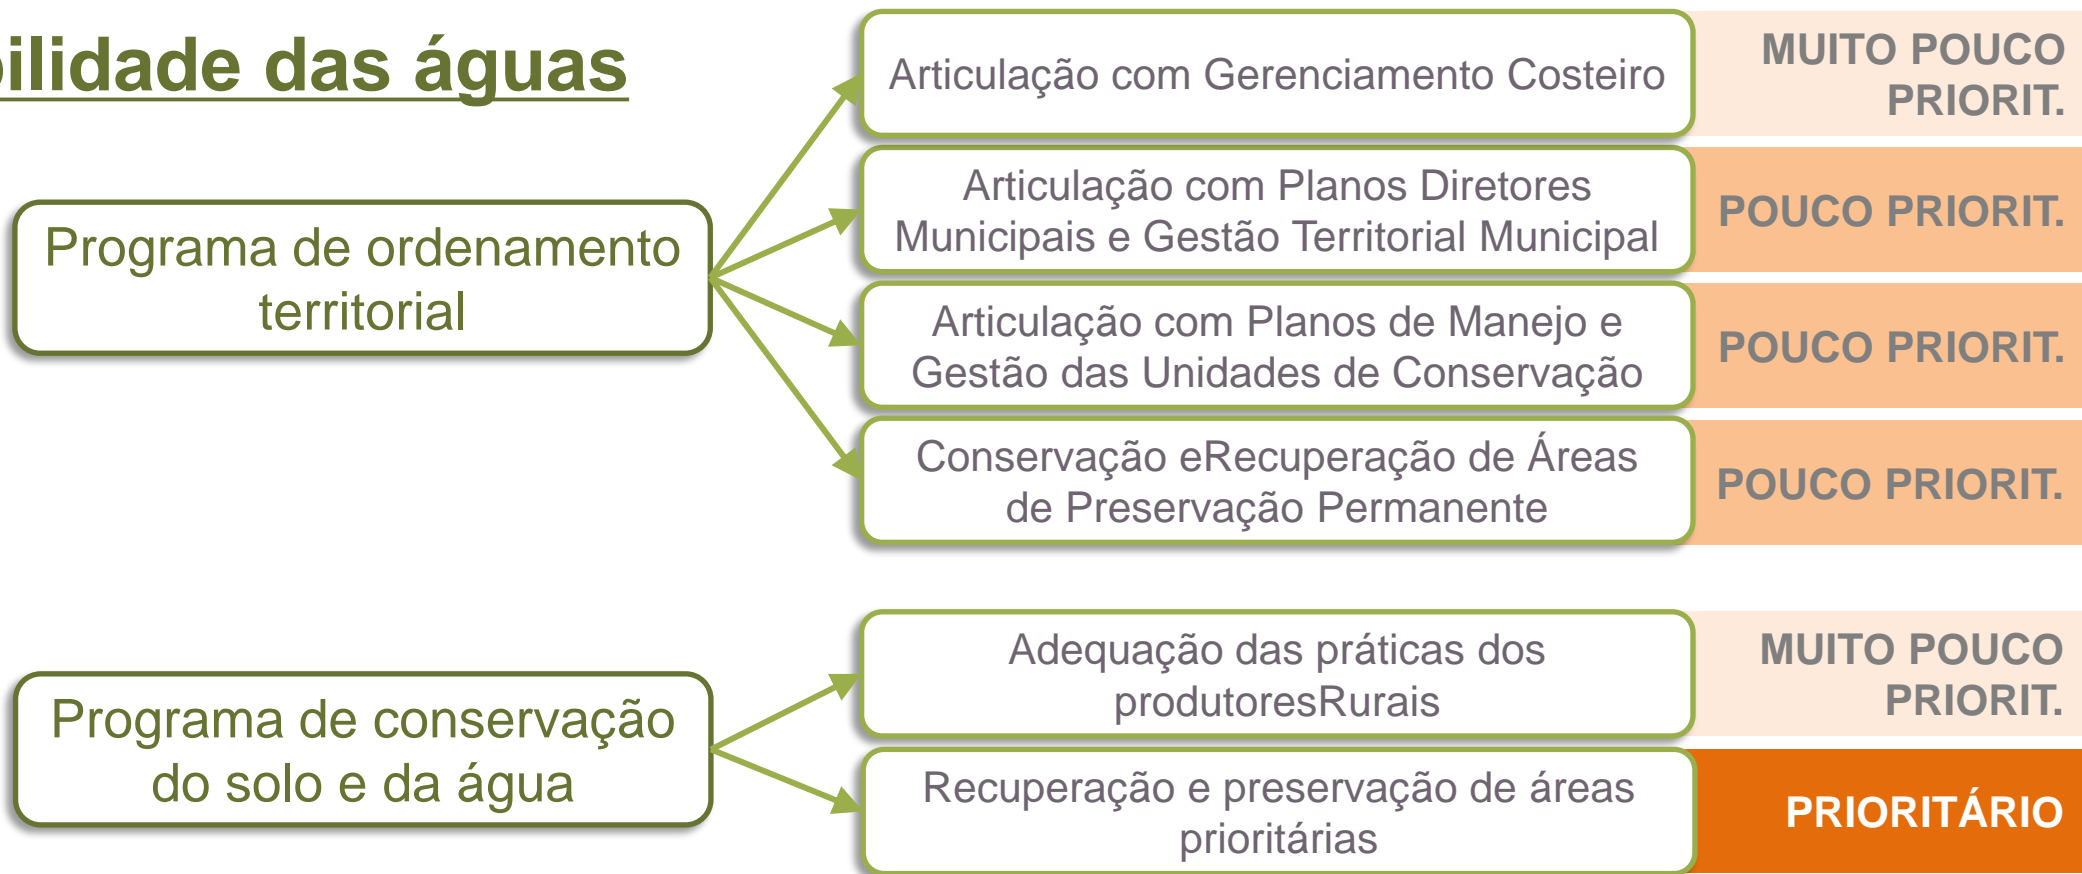 bilidade das águas
Programa de ordenamento
territorial
Articulação com Gerenciamento Costeiro
MUITO POUCO
PRIORIT.
Articulação com Planos Diretores
Municipais e Gestão Territorial Municipal
POUCO PRIORIT.
Articulação com Planos de Manejo e
Gestão das Unidades de Conservação
POUCO PRIORIT.
Conservação eRecuperação de Áreas
de Preservação Permanente
POUCO PRIORIT.
Programa de conservação
do solo e da água
Adequação das práticas dos
produtoresRurais
MUITO POUCO
PRIORIT.
Recuperação e preservação de áreas
prioritárias
PRIORITÁRIO